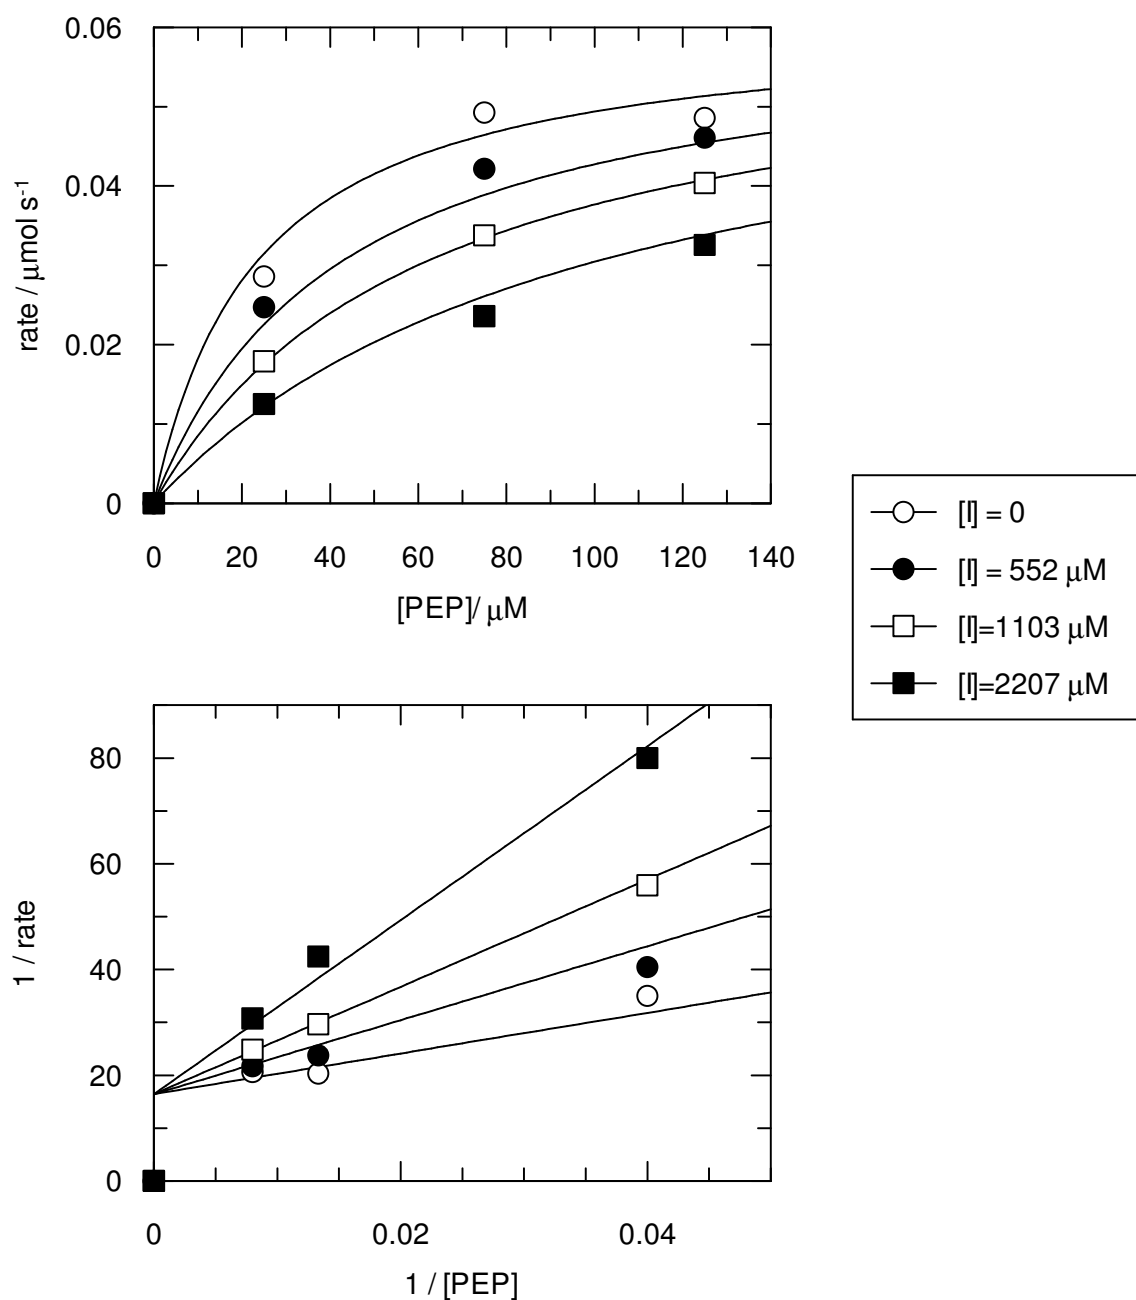 0.06
0.04
0.02
0
rate / μmol s⁻¹
0 20 40 60 80 100 120 140
[PEP]/ μM
[I] = 0
[I] = 552 μM
[I]=1103 μM
[I]=2207 μM
80
60
40
20
0
1 / rate
0 0.02 0.04
1 / [PEP]